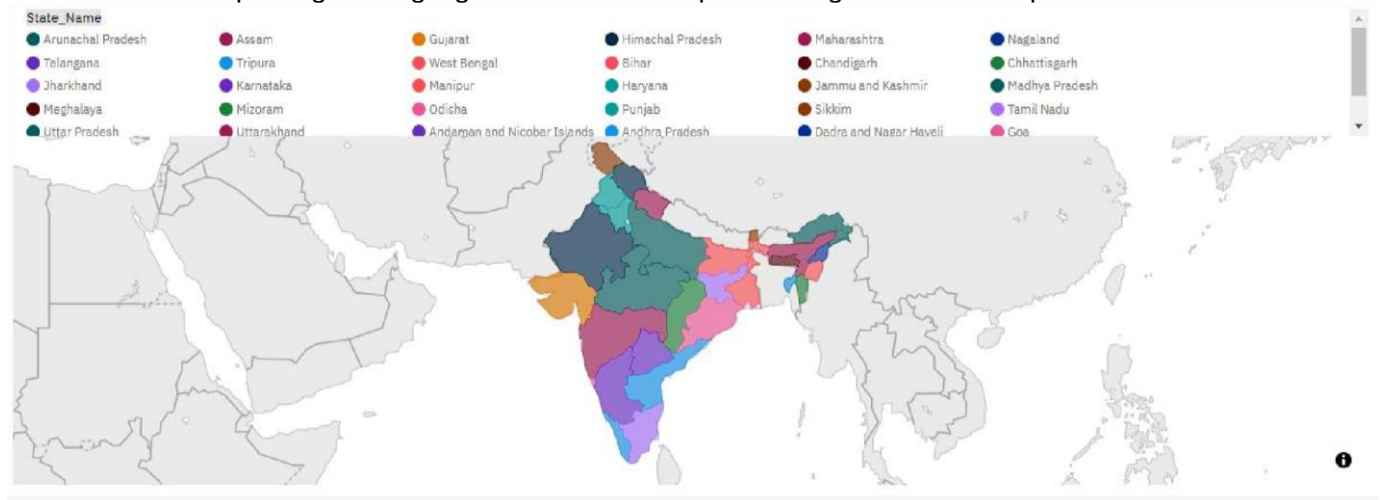 State_Name
Arunachal Pradesh Assam Gujarat Himachal Pradesh Maharashtra Nagaland
Telangana Tripura West Bengal Bihar Chandigarh Chhattisgarh
Jharkhand Karnataka Manipur Haryana Jammu and Kashmir Madhya Pradesh
Meghalaya Mizoram Odisha Punjab Sikkim Tamil Nadu
Uttar Pradesh Uttarakhand Andaman and Nicobar Islands Andhra Pradesh Dadra and Nagar Haveli Goa